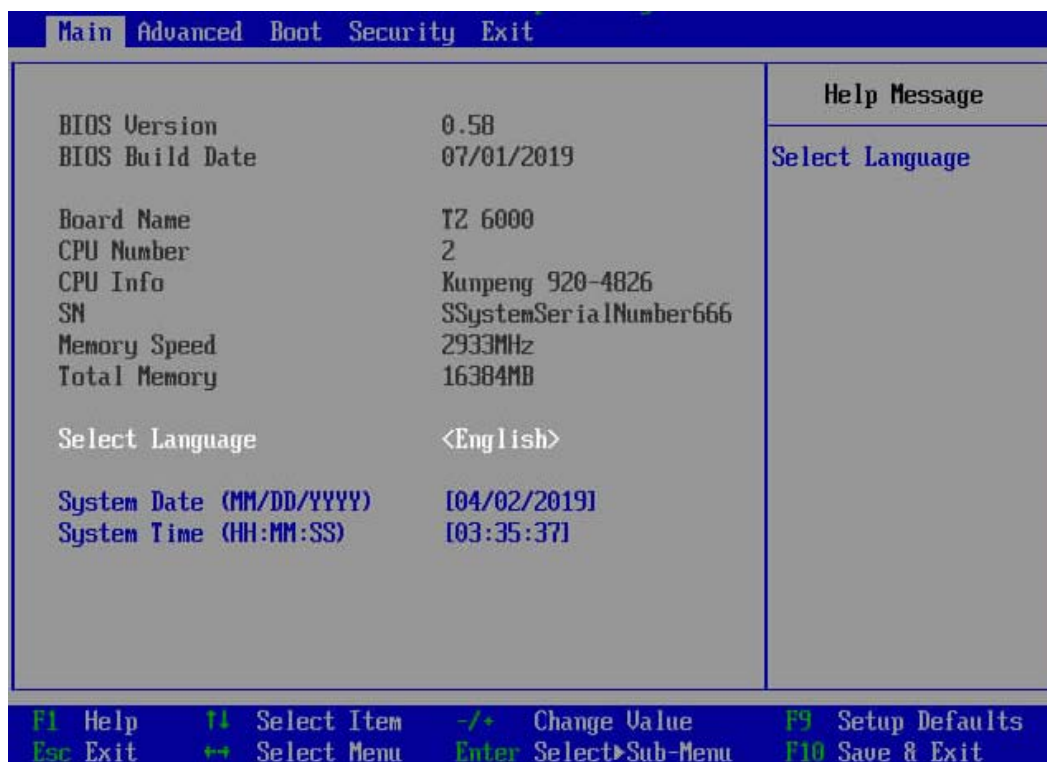 Main Advanced Boot Security Exit
Help Message
Select Language
BIOS Version 0.58
BIOS Build Date 07/01/2019
Board Name TZ 6000
CPU Number 2
CPU Info Kunpeng 920-4826
SN SSystemSerialNumber666
Memory Speed 2933MHz
Total Memory 16384MB
Select Language <English>
System Date (MM/DD/YYYY) [04/02/2019]
System Time (HH:MM:SS) [03:35:37]
F1 Help ↑↓ Select Item -/+ Change Value F9 Setup Defaults
Esc Exit ←→ Select Menu Enter Select▶Sub-Menu F10 Save & Exit